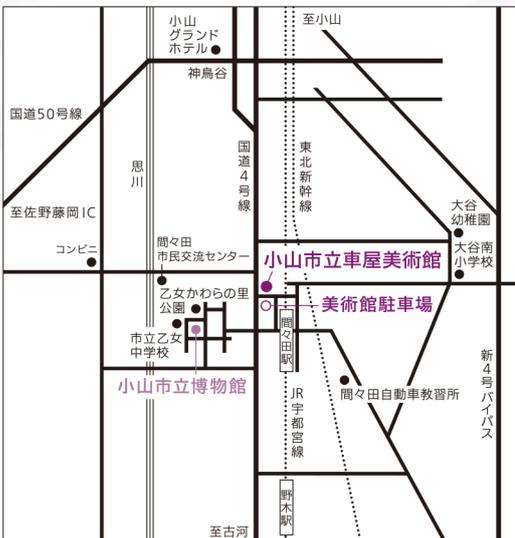 小山
グランド
ホテル
至小山
神鳥谷
国道50号線
思川
国道4号線
東北新幹線
至佐野藤岡IC
大谷
幼稚園
コンビニ
間々田
市民交流センター
小山市立車屋美術館
大谷南
小学校
乙女かわらの里
公園
美術館駐車場
市立乙女
中学校
間々田駅
小山市立博物館
新4号バイパス
間々田自動車教習所
JR宇都宮線
野木駅
至古河